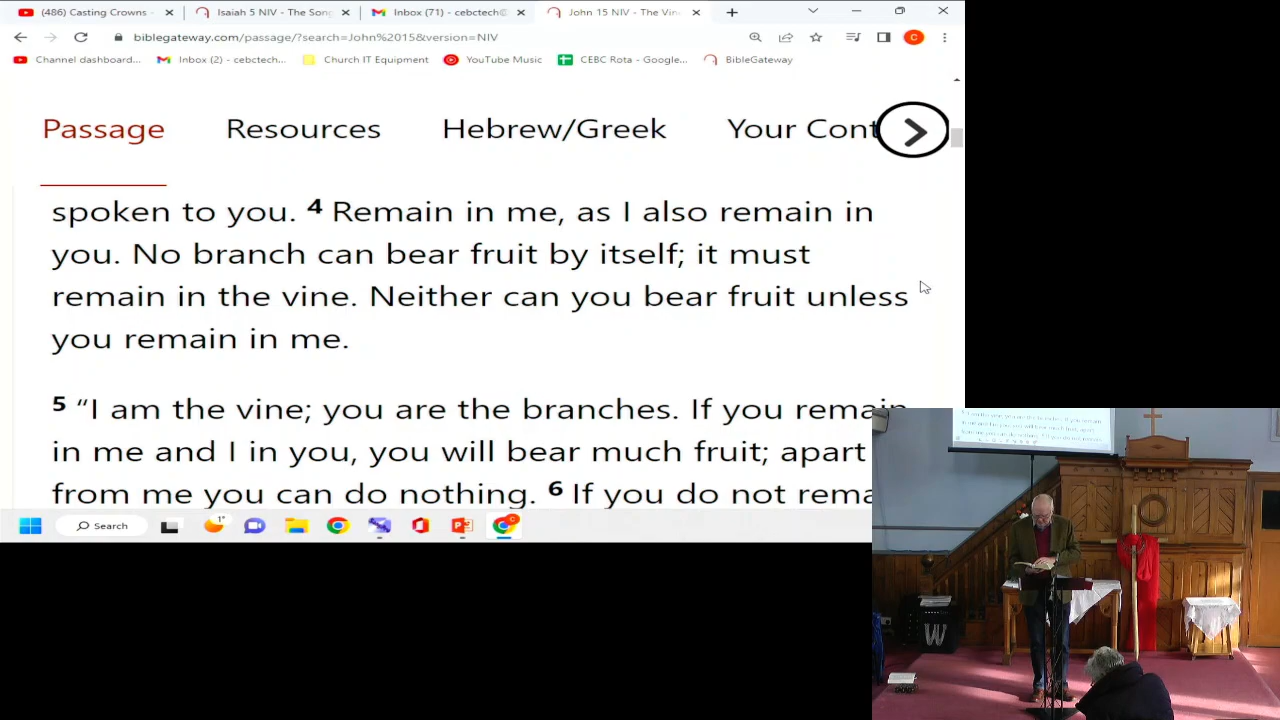 (486) Casting Crowns -
Isaiah 5 NIV - The Song
Inbox (71) - cebctech@
John 15 NIV - The Vin
biblegateway.com/passage/?search=John%2015&version=NIV
C
Channel dashboard...
Inbox (2) - cebctech...
Church IT Equipment
YouTube Music
CEBC Rota - Google...
BibleGateway
Passage
Resources
Hebrew/Greek
Your Cont
spoken to you. 4 Remain in me, as I also remain in
you. No branch can bear fruit by itself; it must
remain in the vine. Neither can you bear fruit unless
you remain in me.
5 “I am the vine; you are the branches. If you remain
in me and I in you, you will bear much fruit; apart
from me you can do nothing. 6 If you do not rema
1°
Search
W